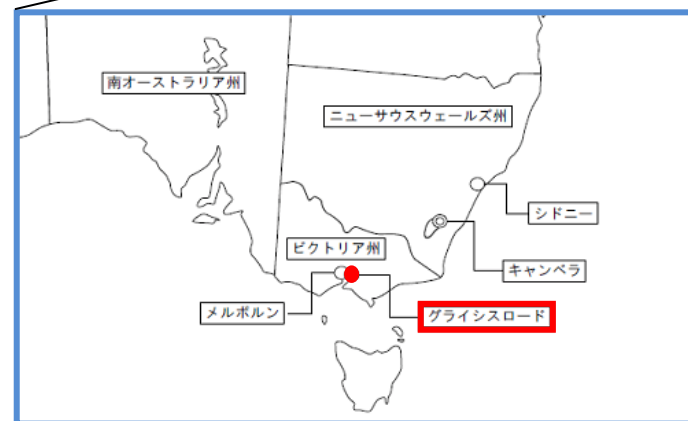 南オーストラリア州
ニューサウスウェールズ州
シドニー
ビクトリア州
キャンベラ
メルボルン
グライシスロード